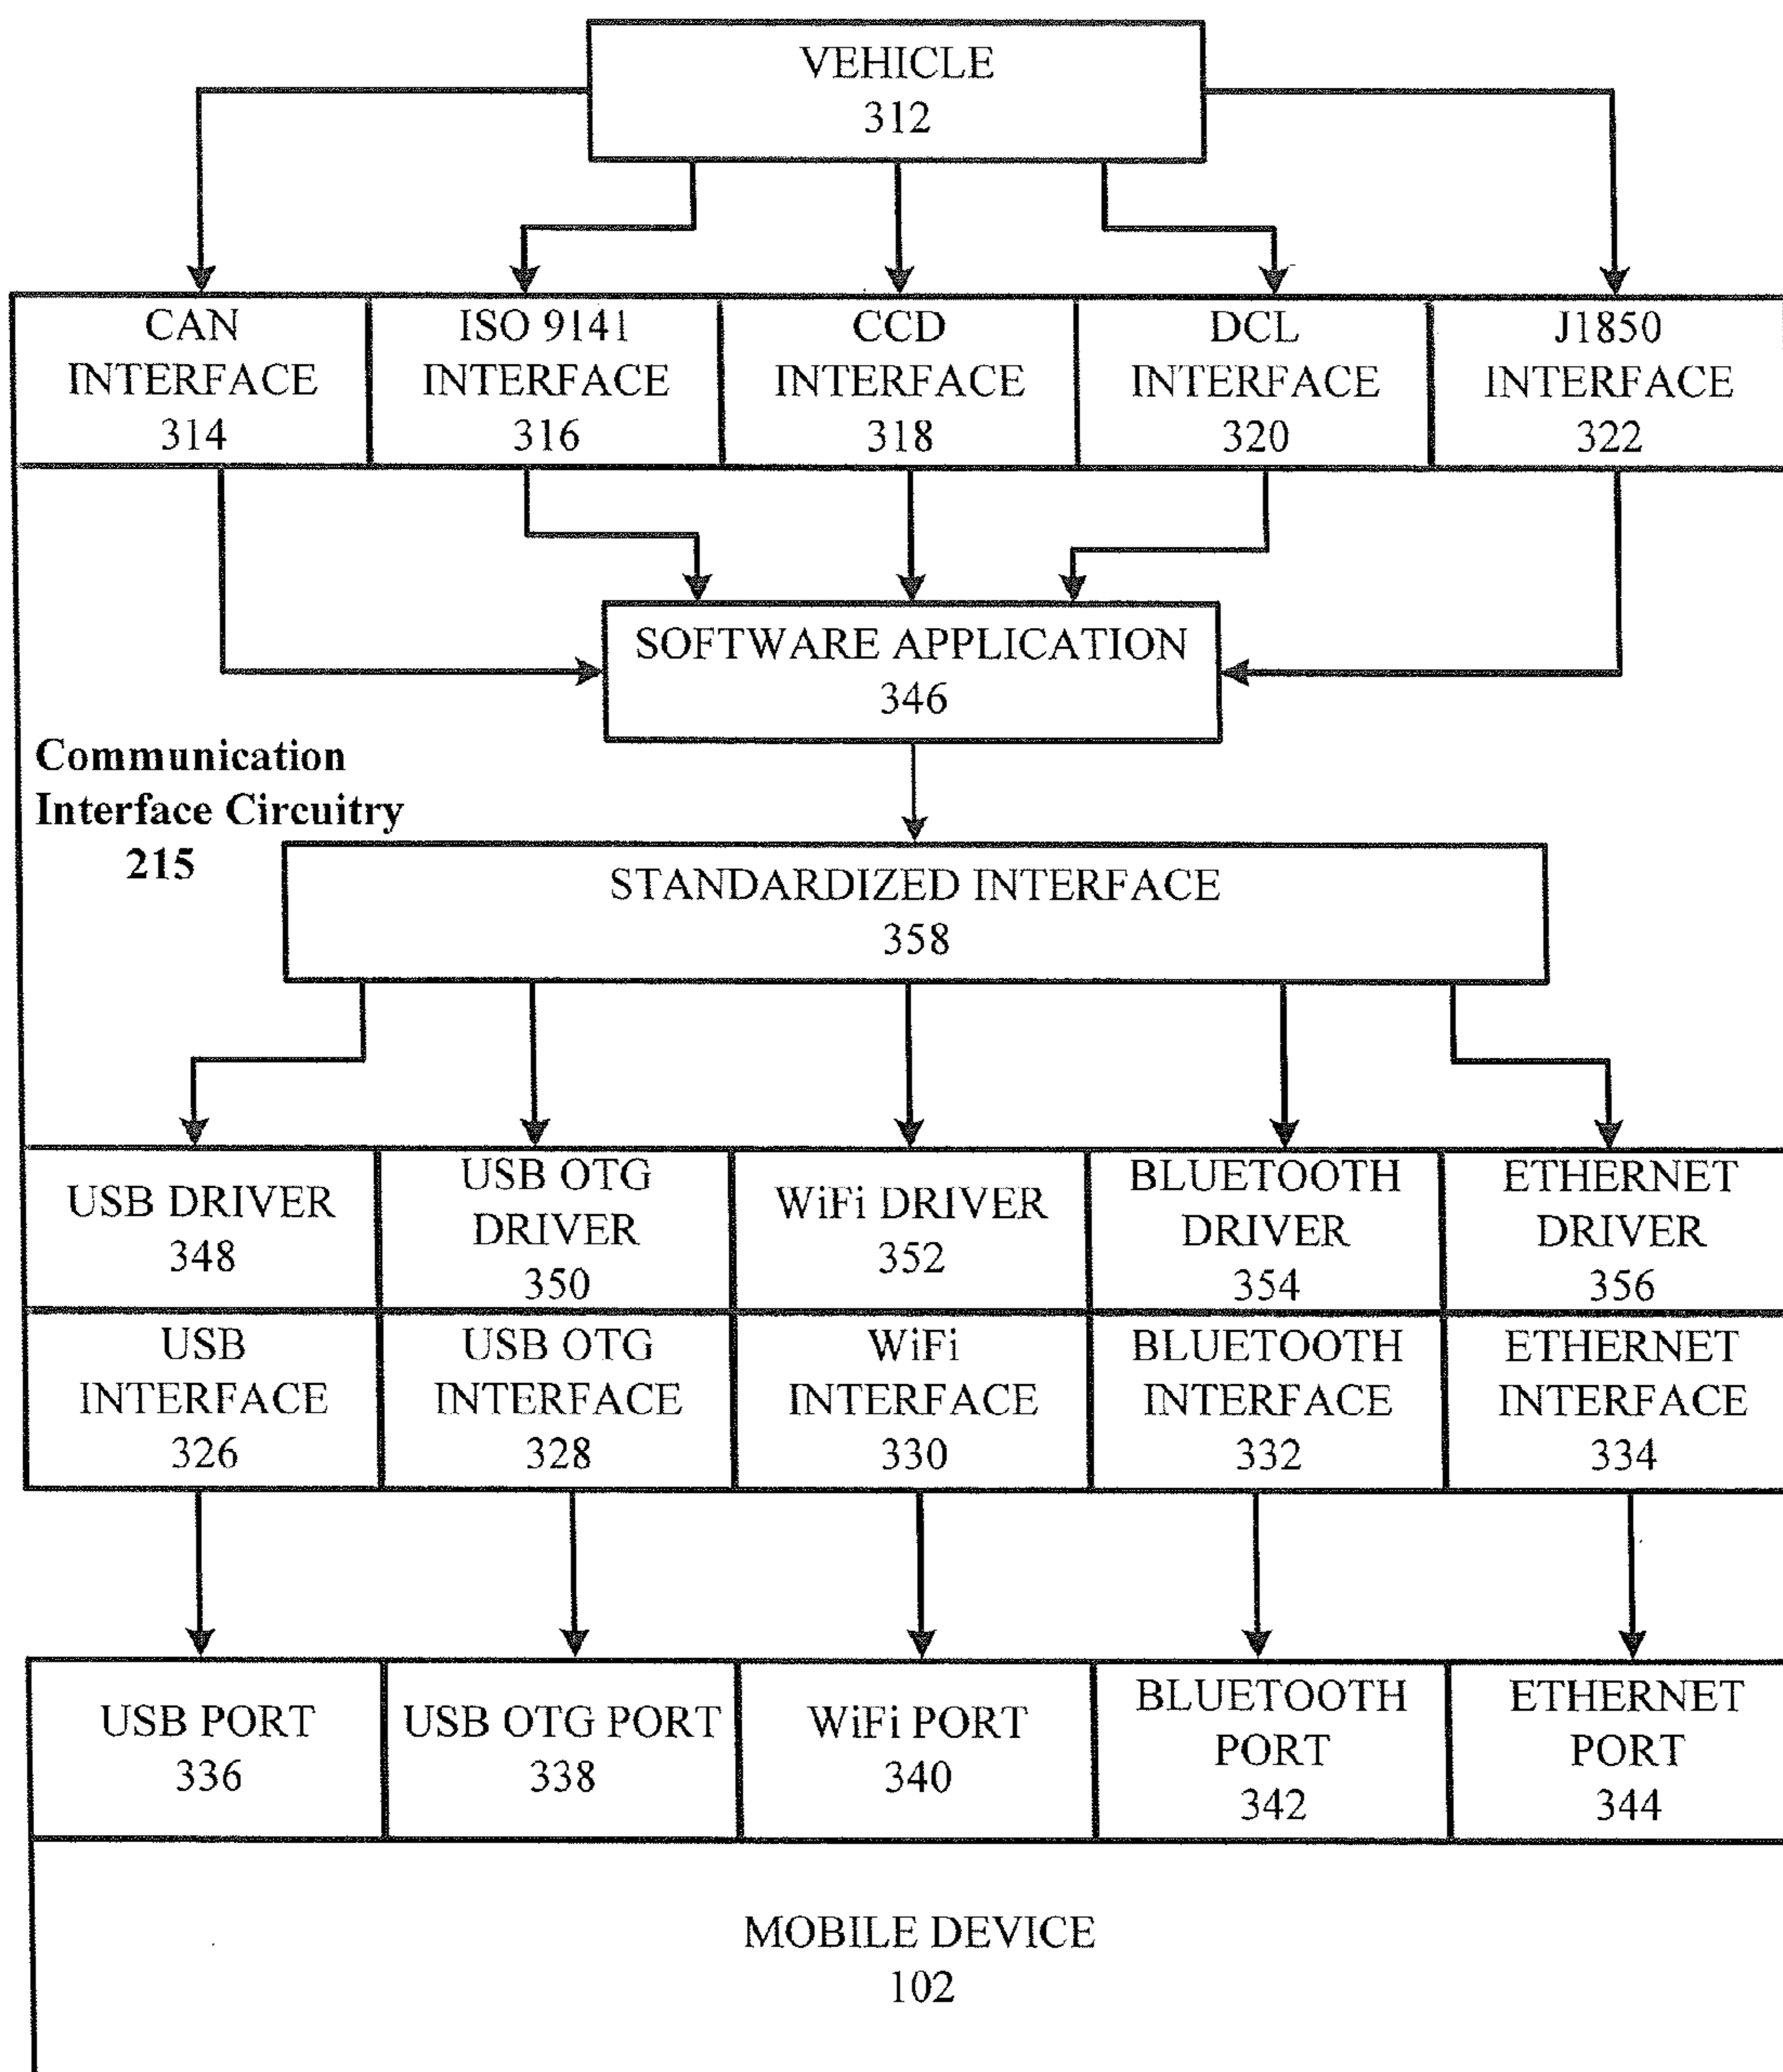 VEHICLE
312
CAN
INTERFACE
314
ISO 9141
INTERFACE
316
CCD
INTERFACE
318
DCL
INTERFACE
320
J1850
INTERFACE
322
SOFTWARE APPLICATION
346
Communication
Interface Circuitry
215
STANDARDIZED INTERFACE
358
USB DRIVER
348
USB OTG
DRIVER
350
WiFi DRIVER
352
BLUETOOTH
DRIVER
354
ETHERNET
DRIVER
356
USB
INTERFACE
326
USB OTG
INTERFACE
328
WiFi
INTERFACE
330
BLUETOOTH
INTERFACE
332
ETHERNET
INTERFACE
334
USB PORT
336
USB OTG PORT
338
WiFi PORT
340
BLUETOOTH
PORT
342
ETHERNET
PORT
344
MOBILE DEVICE
102